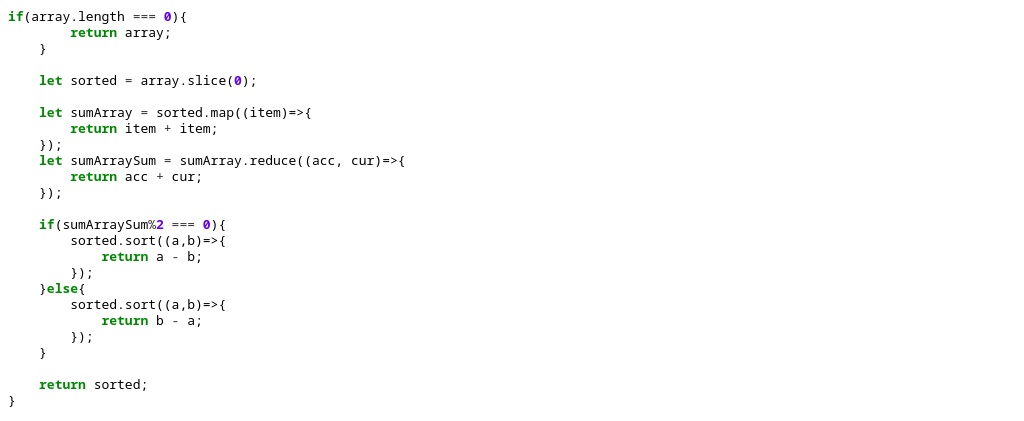 if(array.length === 0){
        return array;
    }

    let sorted = array.slice(0);

    let sumArray = sorted.map((item)=>{
        return item + item;
    });
    let sumArraySum = sumArray.reduce((acc, cur)=>{
        return acc + cur;
    });

    if(sumArraySum%2 === 0){
        sorted.sort((a,b)=>{
            return a - b;
        });
    }else{
        sorted.sort((a,b)=>{
            return b - a;
        });
    }

    return sorted;
}